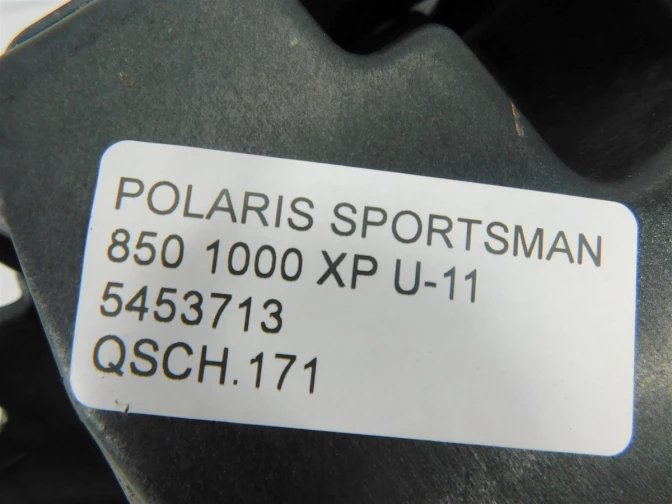 POLARIS SPORTSMAN
850 1000 XP U-11
5453713
QSCH.171